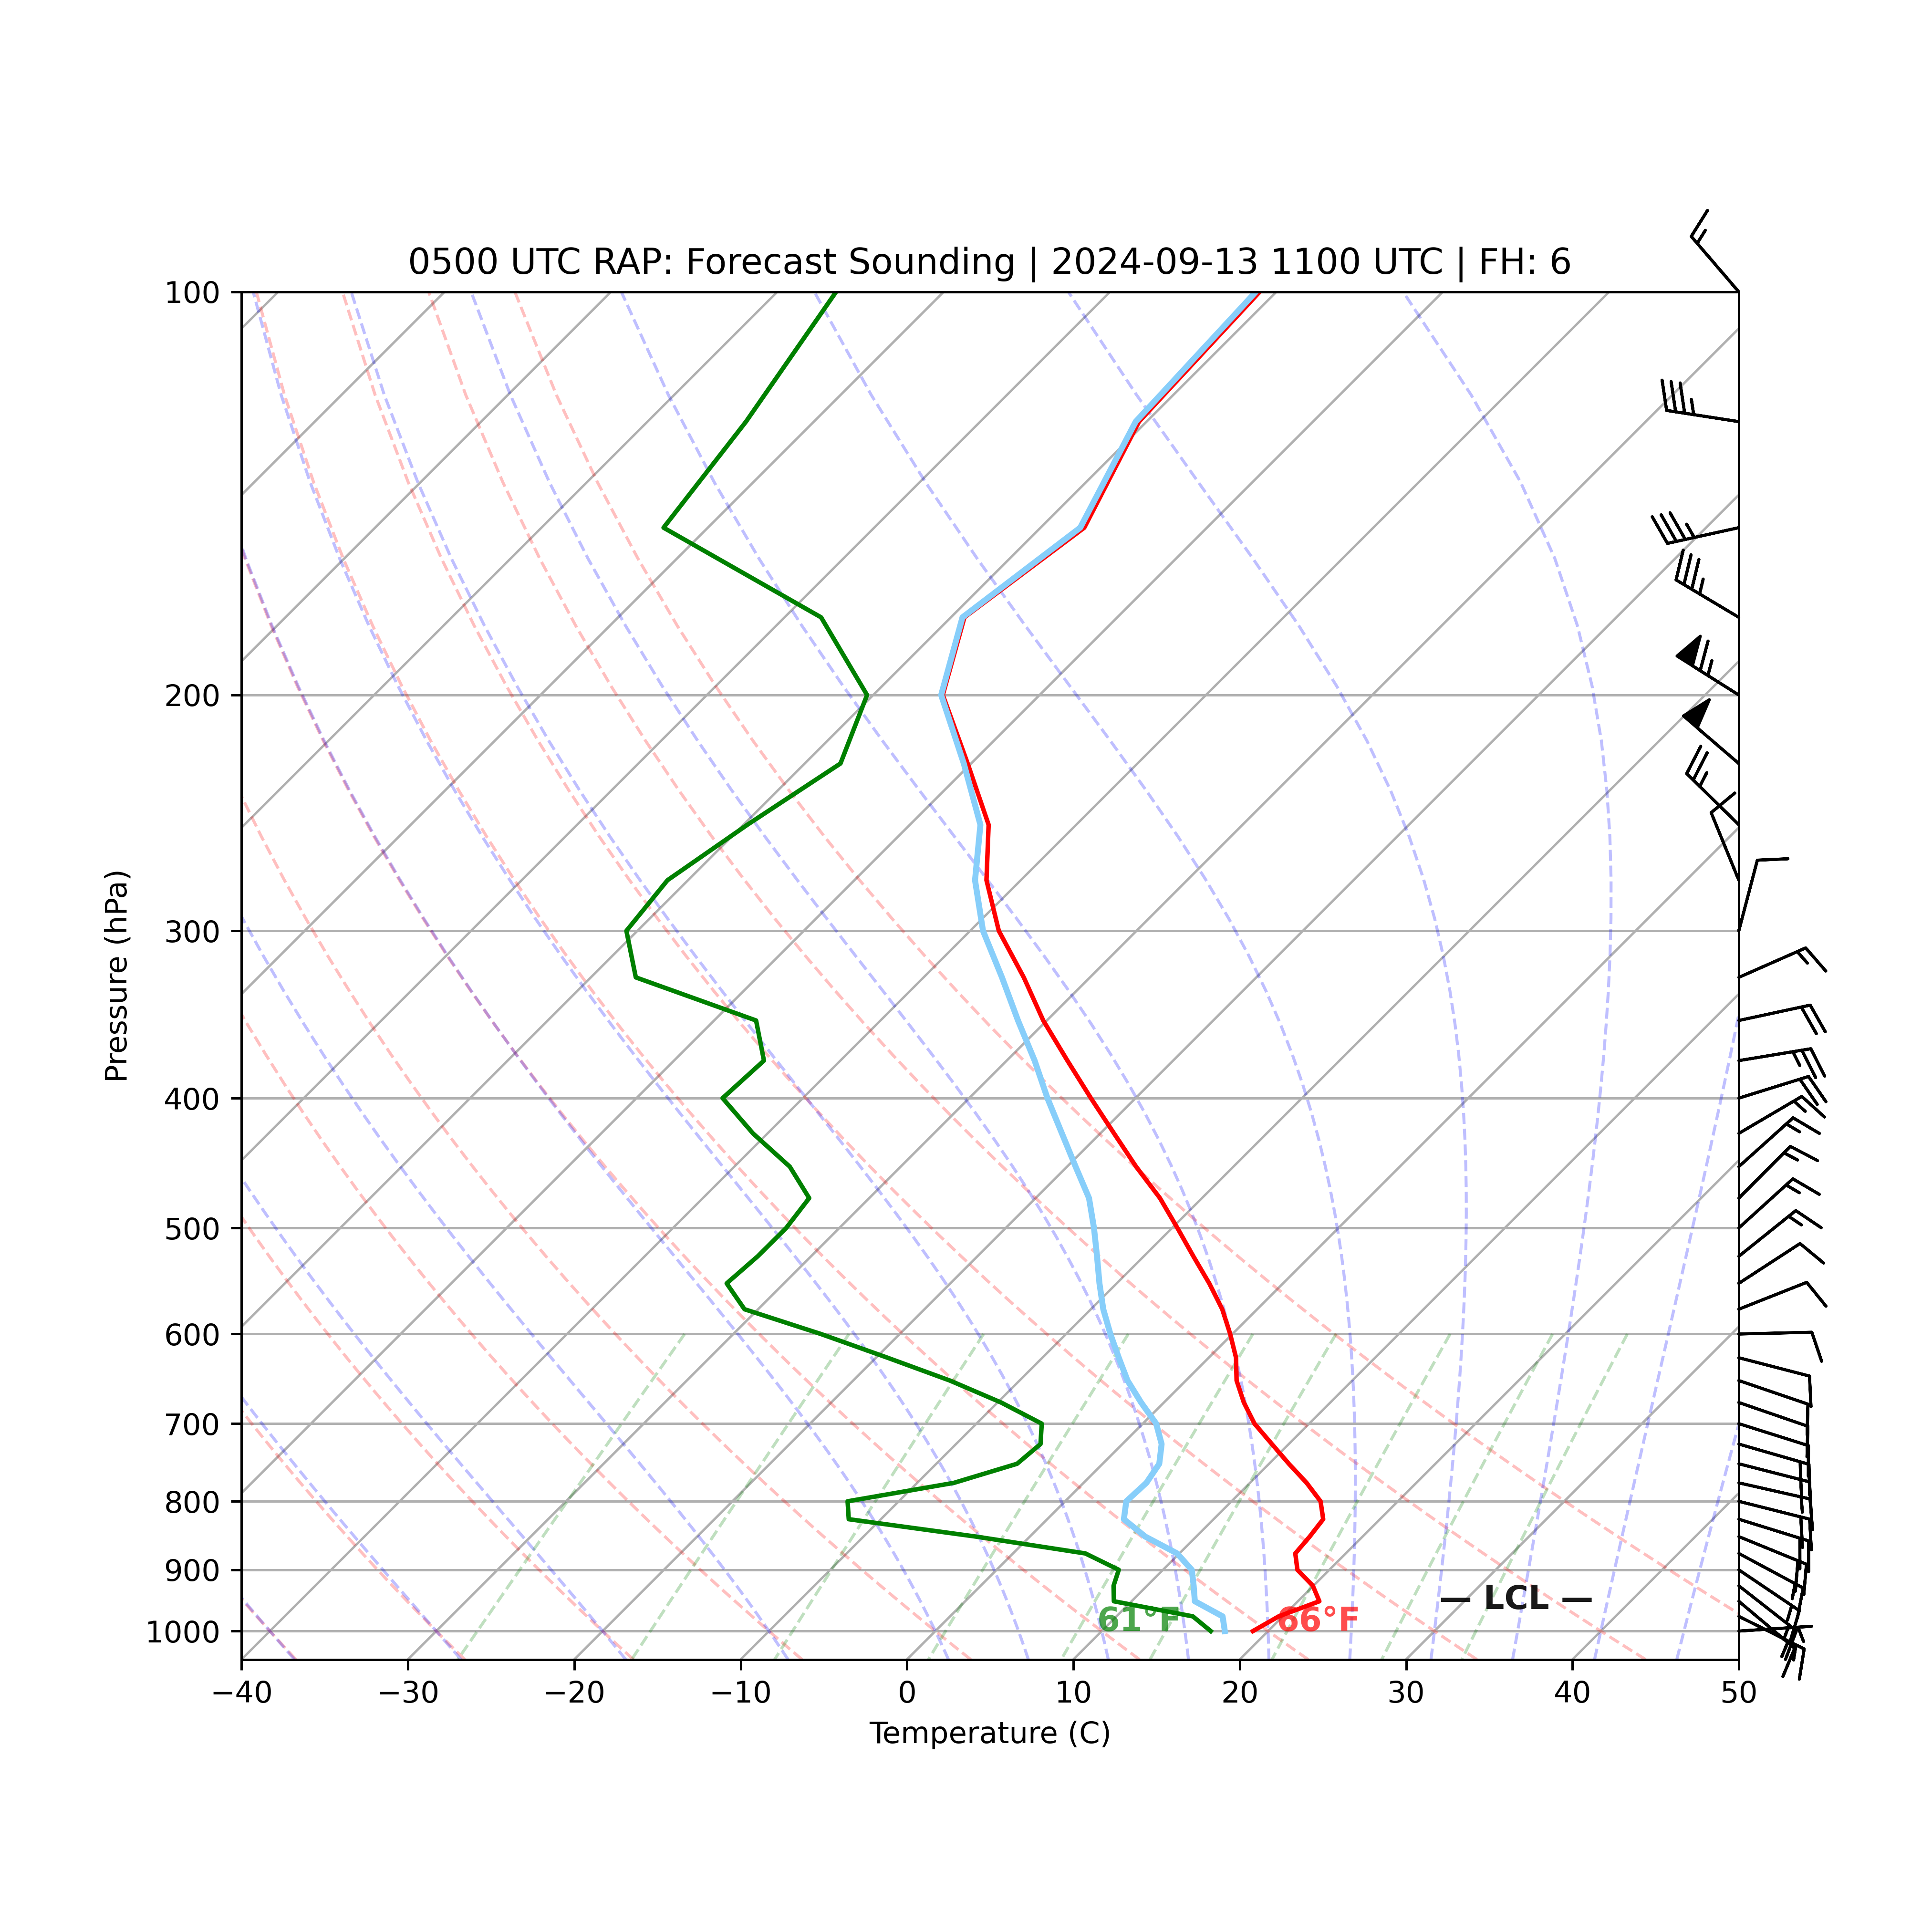 0500 UTC RAP: Forecast Sounding | 2024-09-13 1100 UTC | FH: 6
100
200
300
400
500
600
700
800
900
1000
Pressure (hPa)
— LCL —
61°F
66°F
−40 −30 −20 −10 0 10 20 30 40 50
Temperature (C)